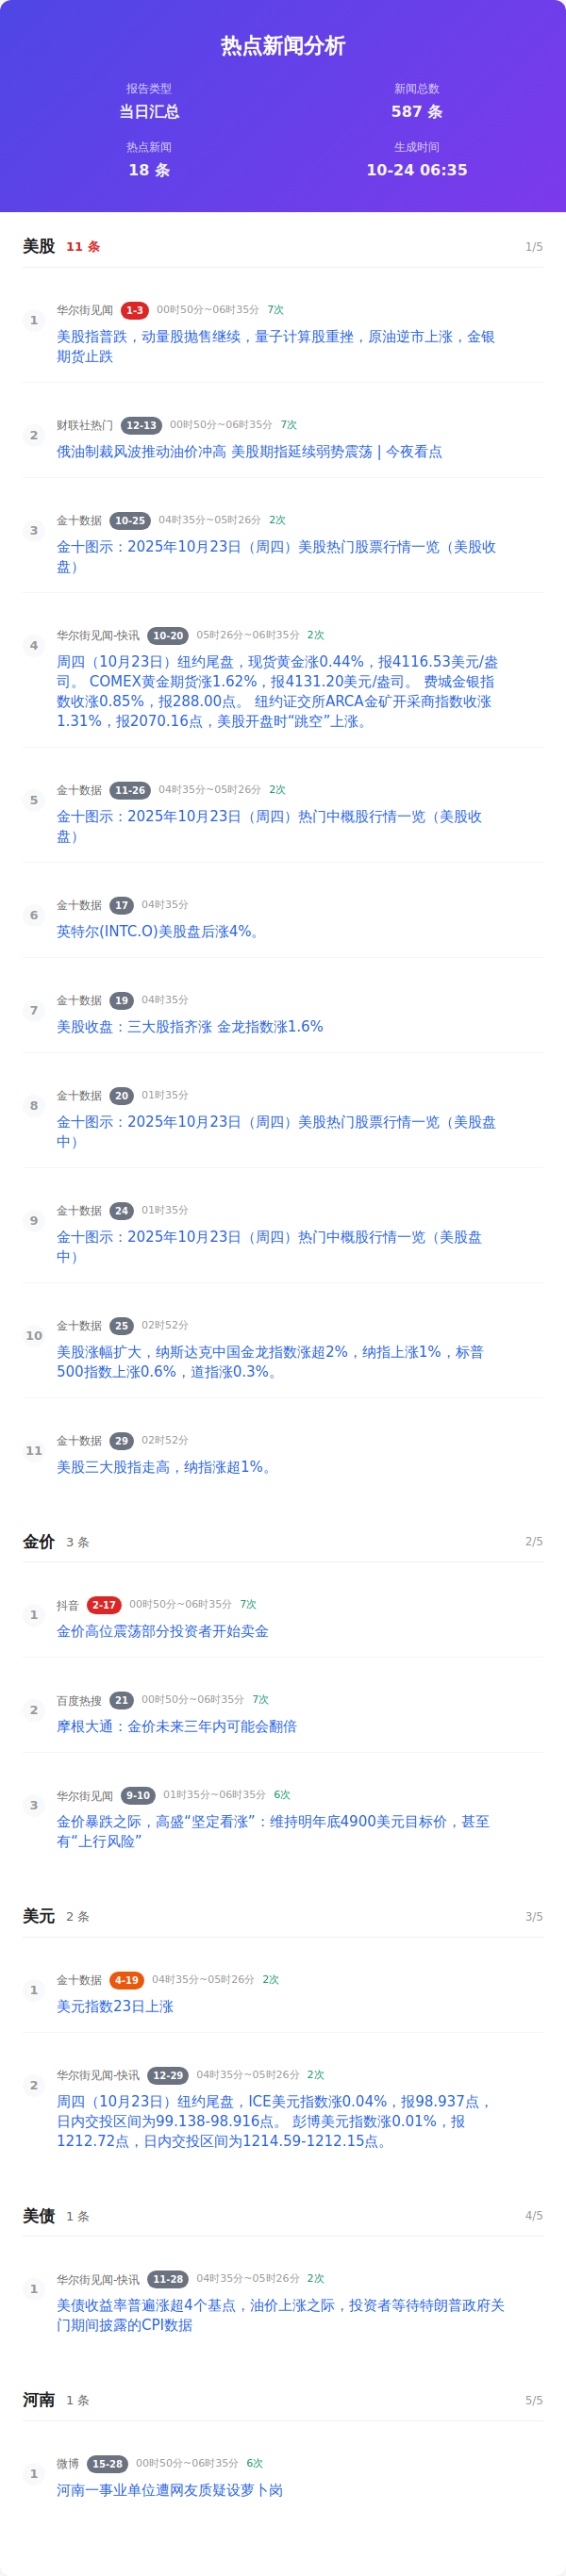 热点新闻分析
报告类型
当日汇总
新闻总数
587 条
热点新闻
18 条
生成时间
10-24 06:35
美股 11 条 1/5
1
华尔街见闻 1-3 00时50分~06时35分 7次
美股指普跌，动量股抛售继续，量子计算股重挫，原油逆市上涨，金银
期货止跌
2
财联社热门 12-13 00时50分~06时35分 7次
俄油制裁风波推动油价冲高 美股期指延续弱势震荡 | 今夜看点
3
金十数据 10-25 04时35分~05时26分 2次
金十图示：2025年10月23日（周四）美股热门股票行情一览（美股收
盘）
4
华尔街见闻-快讯 10-20 05时26分~06时35分 2次
周四（10月23日）纽约尾盘，现货黄金涨0.44%，报4116.53美元/盎
司。 COMEX黄金期货涨1.62%，报4131.20美元/盎司。 费城金银指
数收涨0.85%，报288.00点。 纽约证交所ARCA金矿开采商指数收涨
1.31%，报2070.16点，美股开盘时“跳空”上涨。
5
金十数据 11-26 04时35分~05时26分 2次
金十图示：2025年10月23日（周四）热门中概股行情一览（美股收
盘）
6
金十数据 17 04时35分
英特尔(INTC.O)美股盘后涨4%。
7
金十数据 19 04时35分
美股收盘：三大股指齐涨 金龙指数涨1.6%
8
金十数据 20 01时35分
金十图示：2025年10月23日（周四）美股热门股票行情一览（美股盘
中）
9
金十数据 24 01时35分
金十图示：2025年10月23日（周四）热门中概股行情一览（美股盘
中）
10
金十数据 25 02时52分
美股涨幅扩大，纳斯达克中国金龙指数涨超2%，纳指上涨1%，标普
500指数上涨0.6%，道指涨0.3%。
11
金十数据 29 02时52分
美股三大股指走高，纳指涨超1%。
金价 3 条 2/5
1
抖音 2-17 00时50分~06时35分 7次
金价高位震荡部分投资者开始卖金
2
百度热搜 21 00时50分~06时35分 7次
摩根大通：金价未来三年内可能会翻倍
3
华尔街见闻 9-10 01时35分~06时35分 6次
金价暴跌之际，高盛“坚定看涨”：维持明年底4900美元目标价，甚至
有“上行风险”
美元 2 条 3/5
1
金十数据 4-19 04时35分~05时26分 2次
美元指数23日上涨
2
华尔街见闻-快讯 12-29 04时35分~05时26分 2次
周四（10月23日）纽约尾盘，ICE美元指数涨0.04%，报98.937点，
日内交投区间为99.138-98.916点。 彭博美元指数涨0.01%，报
1212.72点，日内交投区间为1214.59-1212.15点。
美债 1 条 4/5
1
华尔街见闻-快讯 11-28 04时35分~05时26分 2次
美债收益率普遍涨超4个基点，油价上涨之际，投资者等待特朗普政府关
门期间披露的CPI数据
河南 1 条 5/5
1
微博 15-28 00时50分~06时35分 6次
河南一事业单位遭网友质疑设萝卜岗